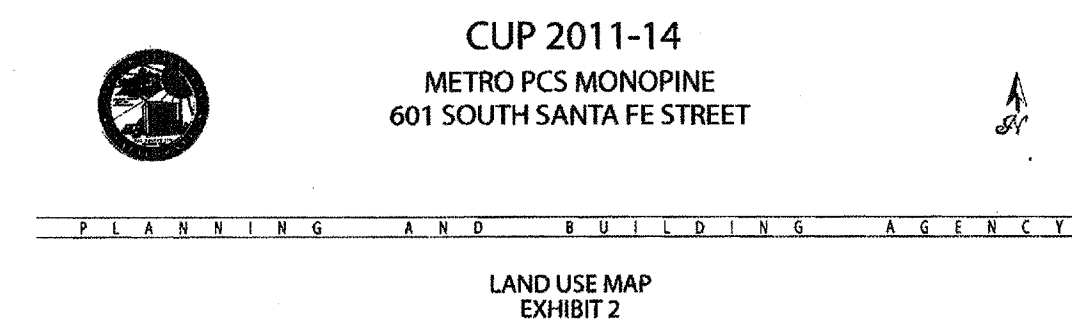 CUP 2011-14
METRO PCS MONOPINE
601 SOUTH SANTA FE STREET
N
PLANNING AND BUILDING AGENCY
LAND USE MAP
EXHIBIT 2